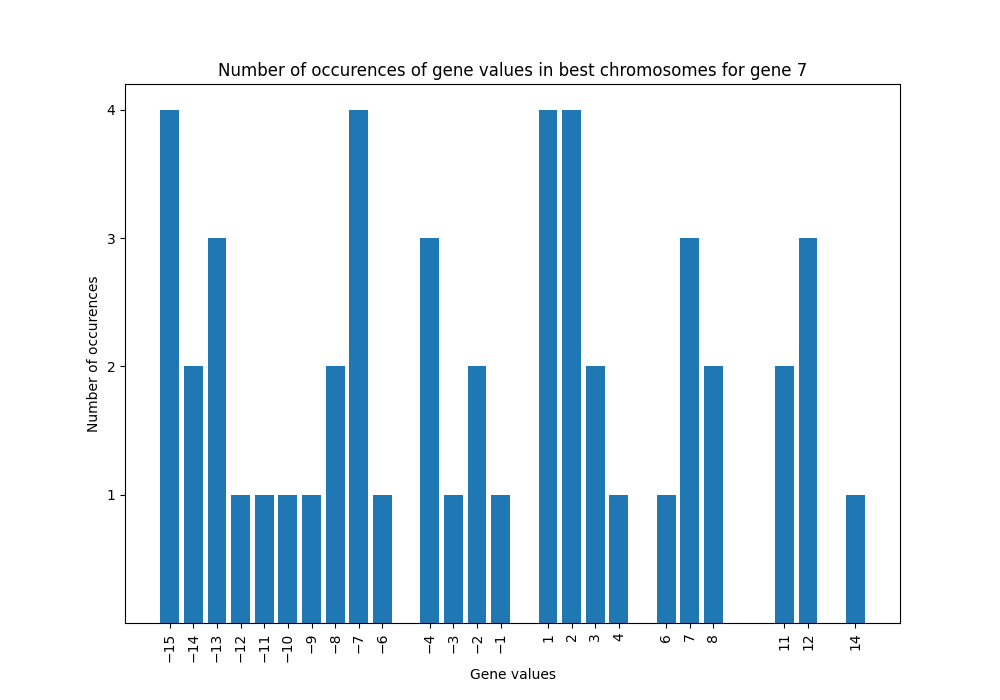 Number of occurences of gene values in best chromosomes for gene 7
Number of occurences
4
3
2
1
−15 −14 −13 −12 −11 −10 −9 −8 −7 −6 −4 −3 −2 −1 1 2 3 4 6 7 8 11 12 14
Gene values